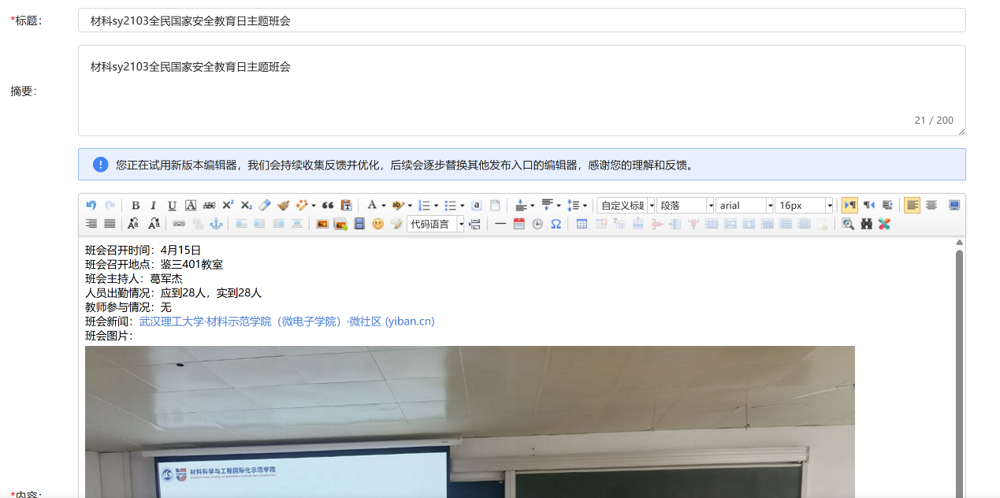 *标题：
材料sy2103全民国家安全教育日主题班会
摘要：
材料sy2103全民国家安全教育日主题班会
21 / 200
您正在试用新版本编辑器，我们会持续收集反馈并优化，后续会逐步替换其他发布入口的编辑器，感谢您的理解和反馈。
自定义标题 段落 arial 16px
代码语言
班会召开时间：4月15日
班会召开地点：鉴三401教室
班会主持人：葛军杰
人员出勤情况：应到28人，实到28人
教师参与情况：无
班会新闻：武汉理工大学·材料示范学院（微电子学院）·微社区 (yiban.cn)
班会图片：
材料科学与工程国际化示范学院
*内容：